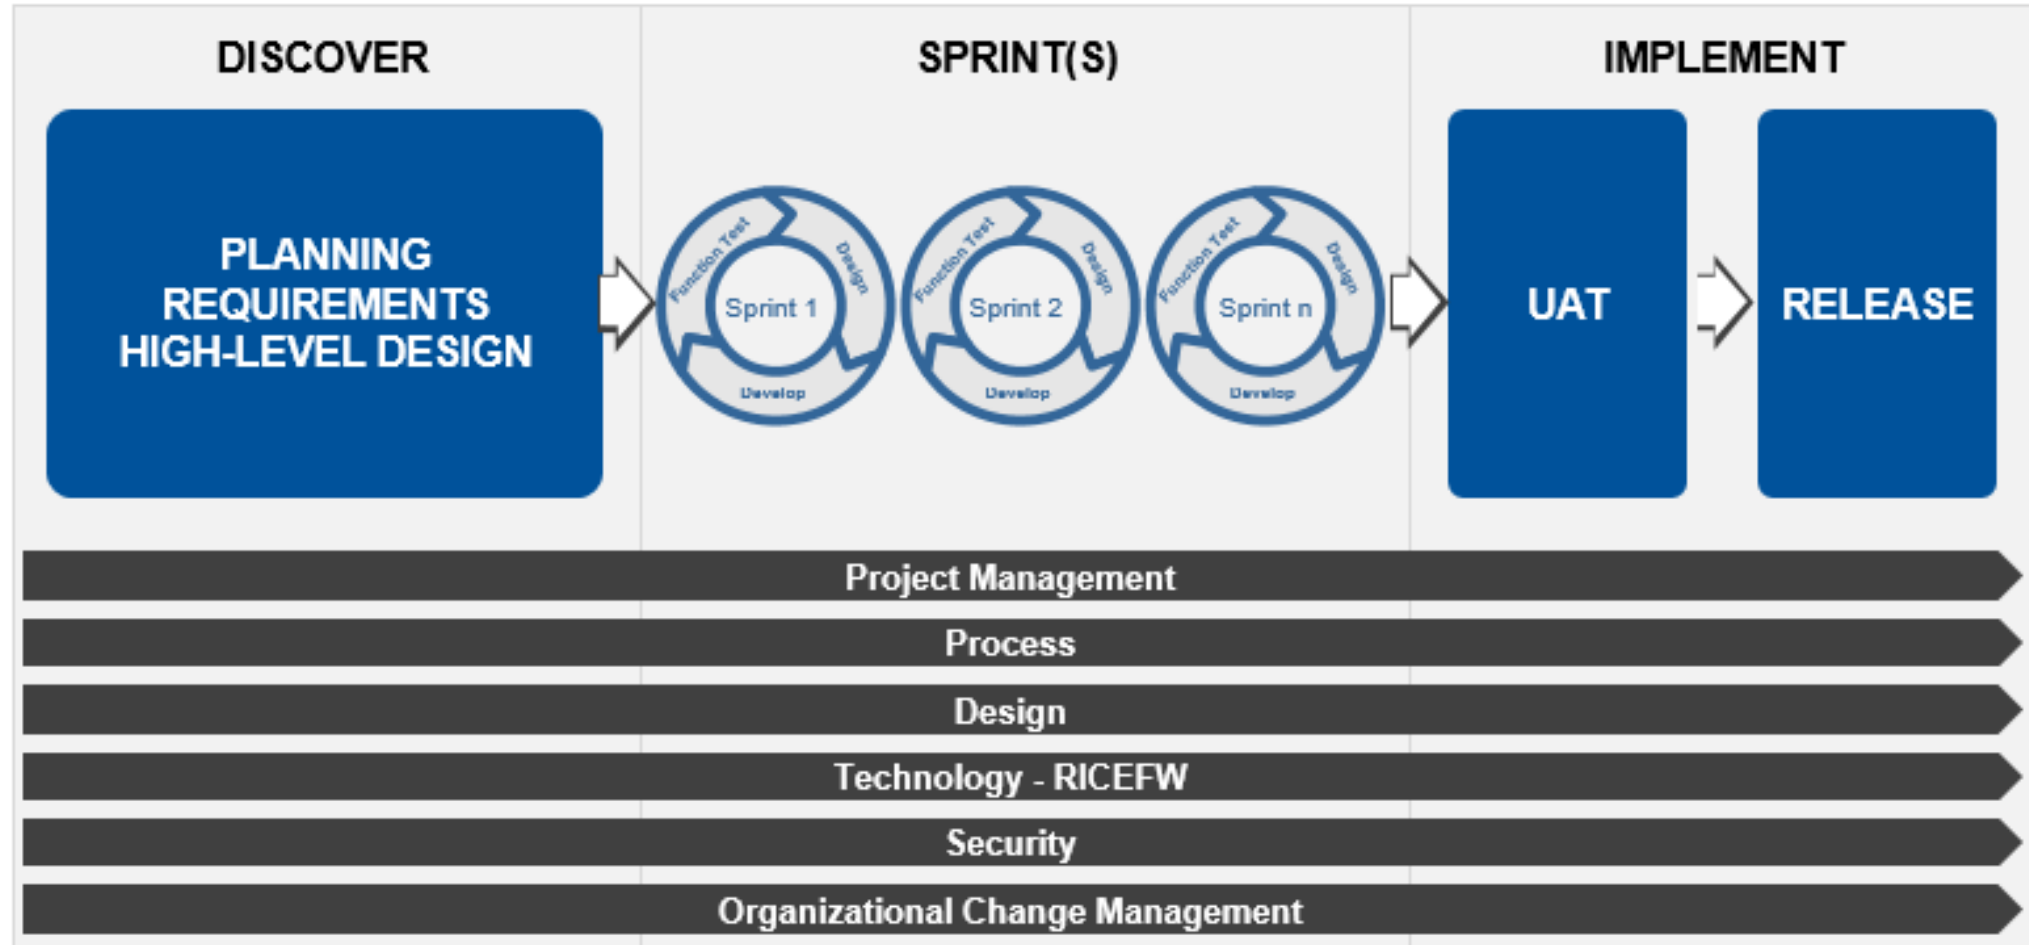 DISCOVER
SPRINT(S)
IMPLEMENT
PLANNING
REQUIREMENTS
HIGH-LEVEL DESIGN
Function Test
Design
Sprint 1
Develop
Function Test
Design
Sprint 2
Develop
Function Test
Design
Sprint n
Develop
UAT
RELEASE
Project Management
Process
Design
Technology - RICEFW
Security
Organizational Change Management